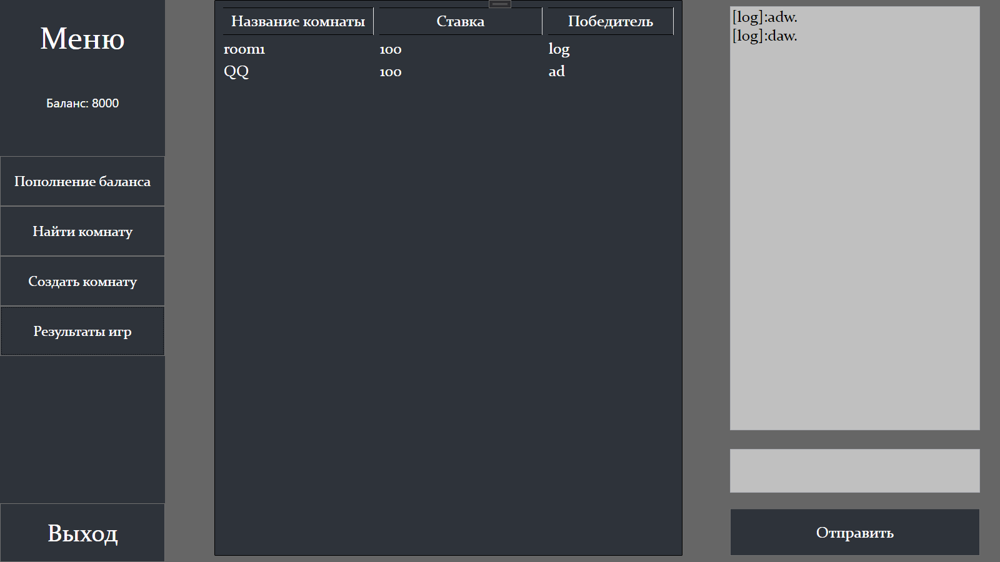 Меню
Баланс: 8000
Пополнение баланса
Найти комнату
Создать комнату
Результаты игр
Выход
Название комнаты Ставка Победитель
room1 100 log
QQ 100 ad
[log]:adw.
[log]:daw.
Отправить